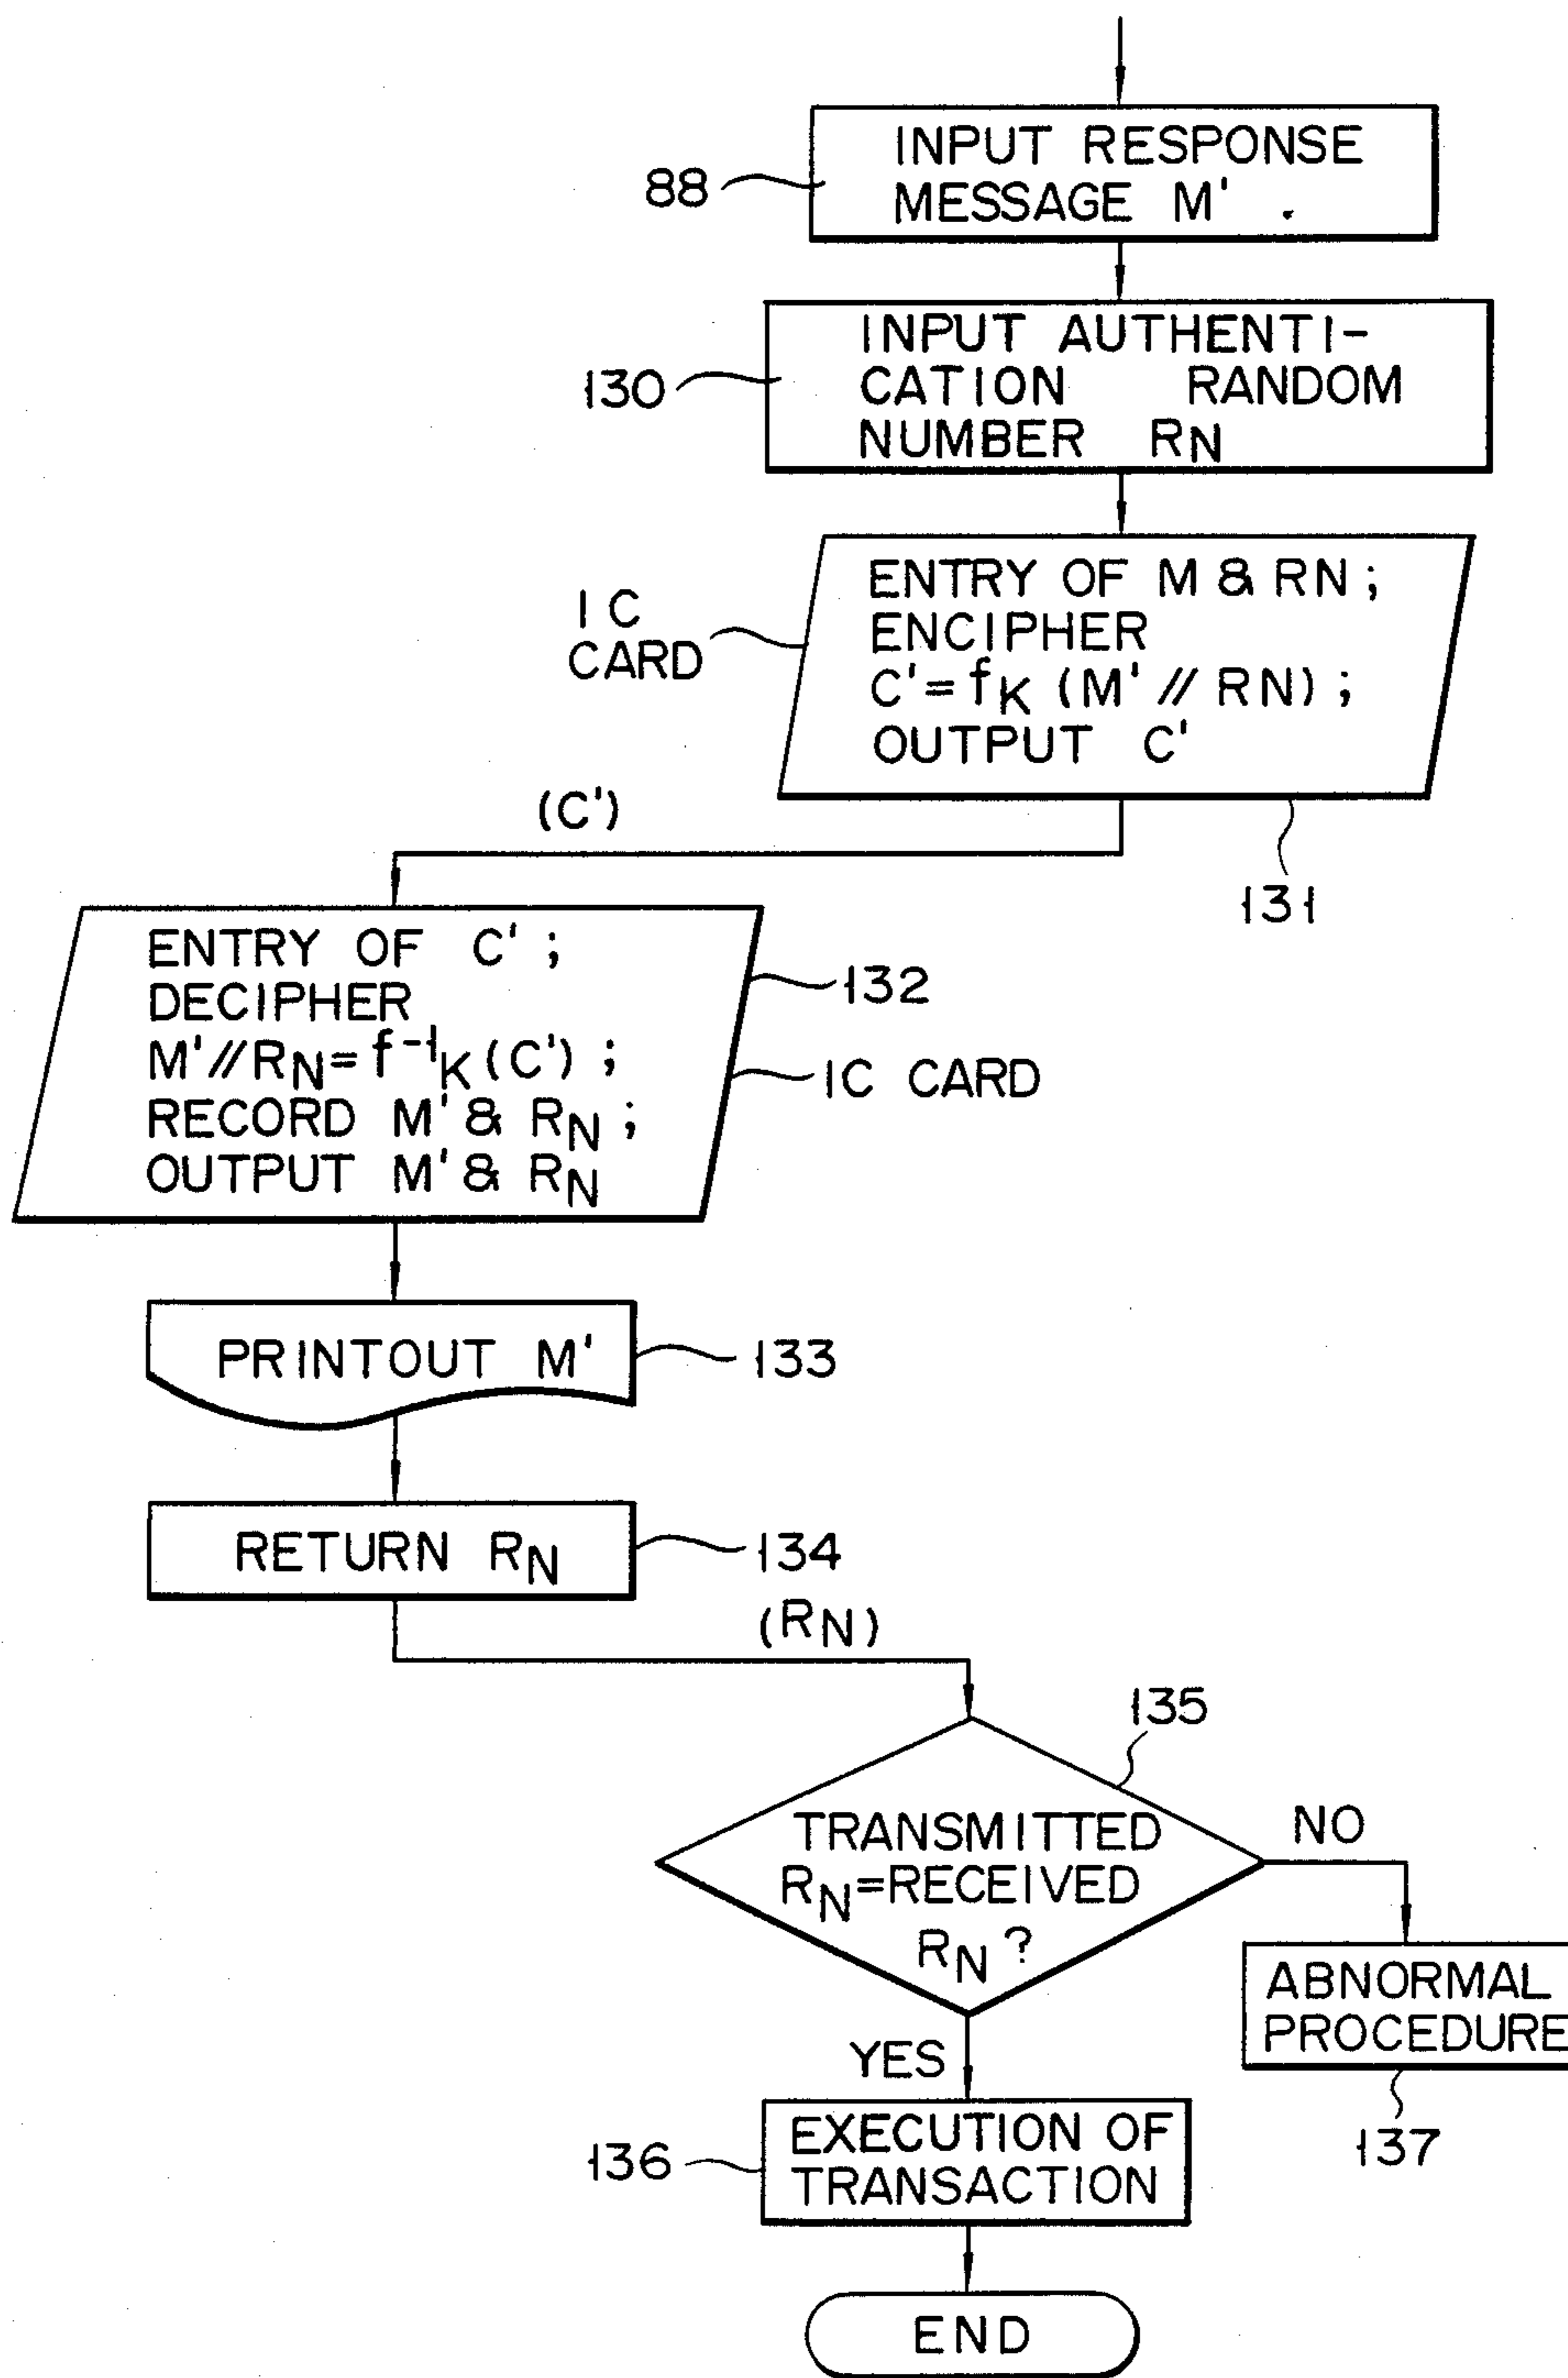 INPUT RESPONSE
MESSAGE M'
88
INPUT AUTHENTI-
CATION RANDOM
NUMBER RN
130
ENTRY OF M & RN ;
ENCIPHER
C'=fK (M' // RN) ;
OUTPUT C'
IC
CARD
131
(C')
ENTRY OF C' ;
DECIPHER
M'//RN=f-1K(C') ;
RECORD M' & RN ;
OUTPUT M' & RN
132
IC CARD
PRINTOUT M'
133
RETURN RN
134
(RN)
135
TRANSMITTED
RN=RECEIVED
RN ?
NO
ABNORMAL
PROCEDURE
137
YES
EXECUTION OF
TRANSACTION
136
END